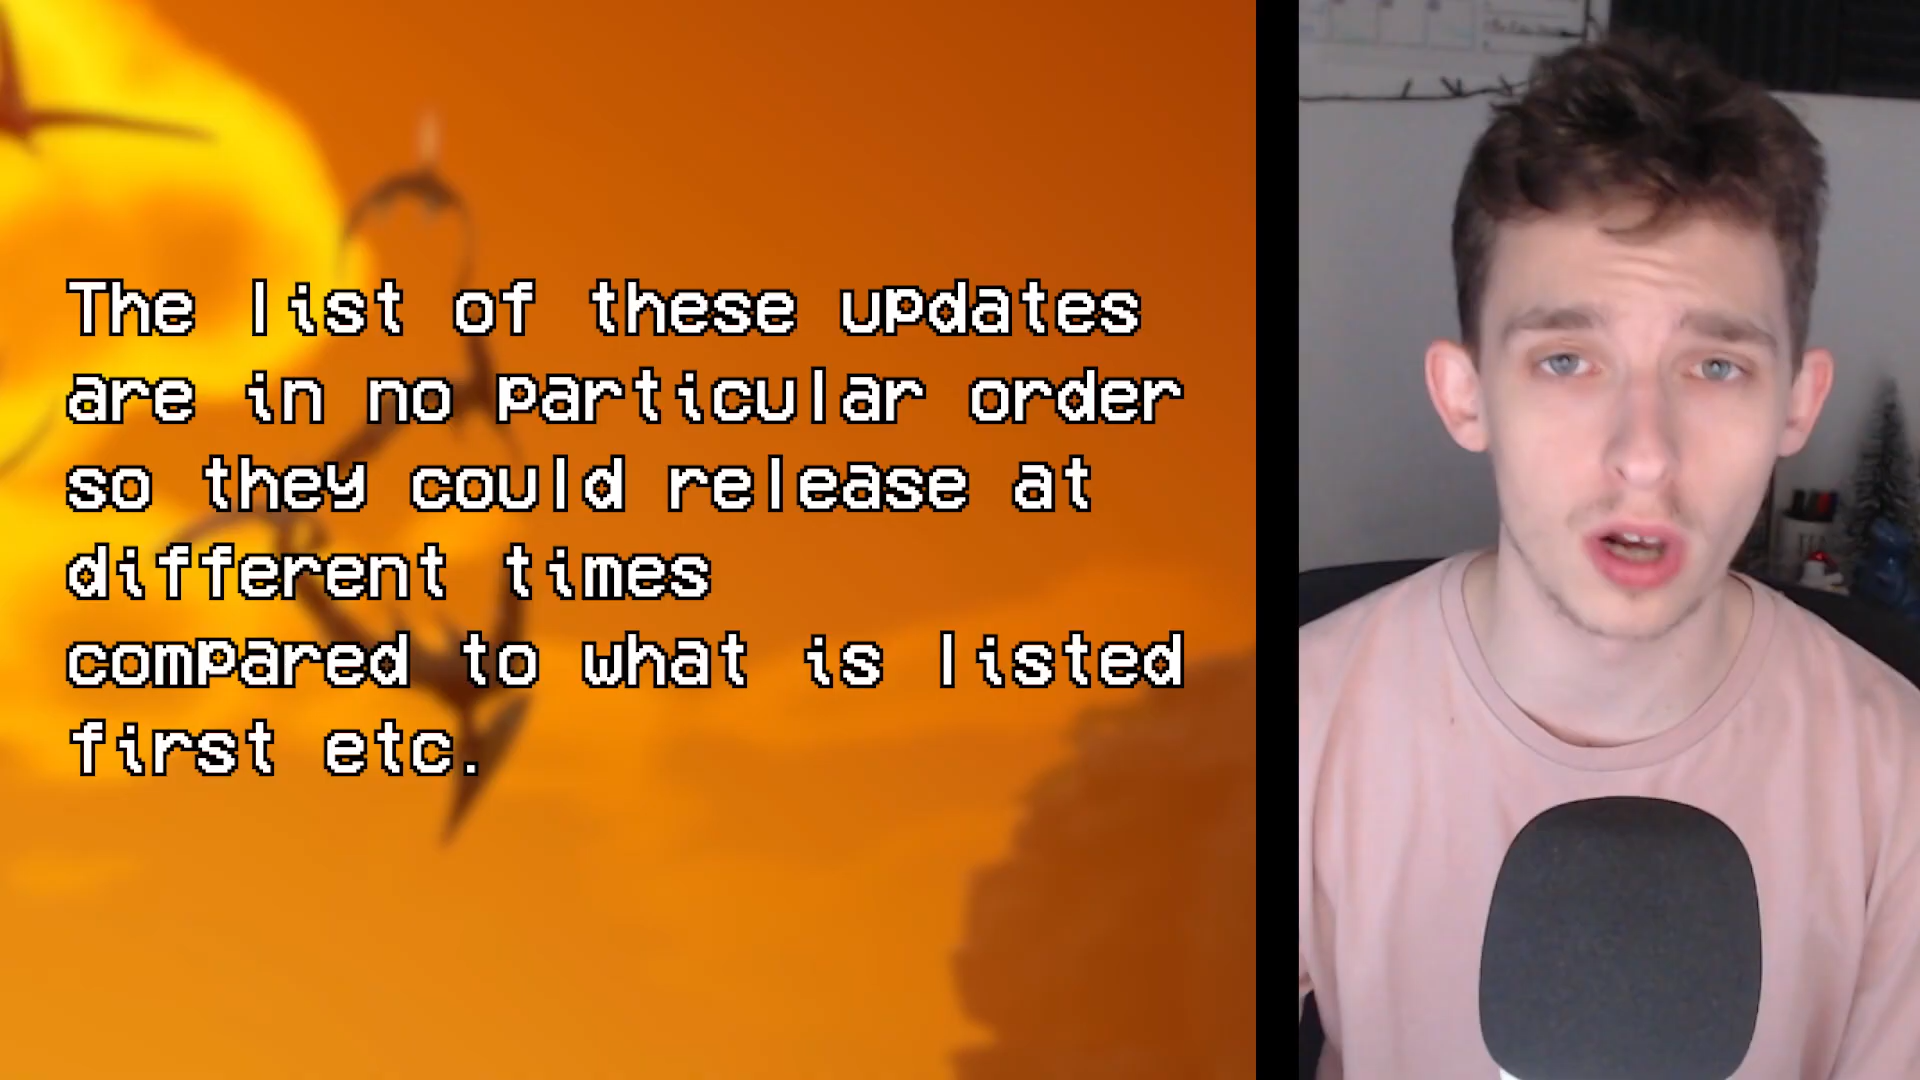 The list of these updates
are in no particular order
so they could release at
different times
compared to what is listed
first etc.